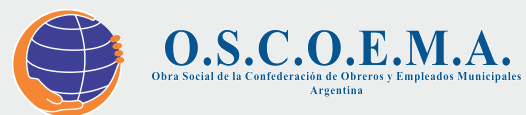 O.S.C.O.E.M.A.
Obra Social de la Confederación de Obreros y Empleados Municipales
Argentina